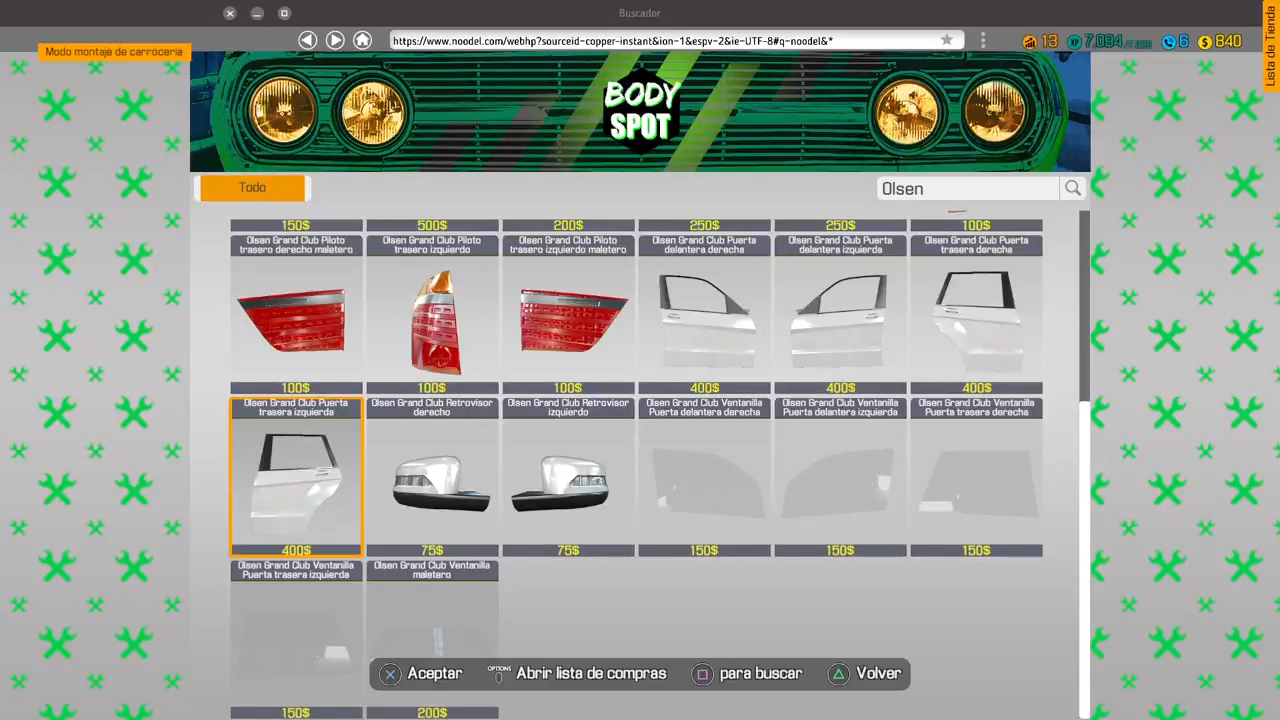 Buscador
https://www.noodel.com/webhp?sourceid=copper-instant&ion=1&espv=2&ie=UTF-8#q=noodel&*
Modo montaje de carrocería
13
6
840
Lista de Tienda
BODY
SPOT
Todo
Olsen
150$ 500$ 200$ 250$ 250$ 100$
Olsen Grand Club Piloto
trasero derecho maletero
Olsen Grand Club Piloto
trasero izquierdo
Olsen Grand Club Piloto
trasero izquierdo maletero
Olsen Grand Club Puerta
delantera derecha
Olsen Grand Club Puerta
delantera izquierda
Olsen Grand Club Puerta
trasera derecha
100$ 100$ 100$ 400$ 400$ 400$
Olsen Grand Club Puerta
trasera izquierda
Olsen Grand Club Retrovisor
derecho
Olsen Grand Club Retrovisor
izquierdo
Olsen Grand Club Ventanilla
Puerta delantera derecha
Olsen Grand Club Ventanilla
Puerta delantera izquierda
Olsen Grand Club Ventanilla
Puerta trasera derecha
400$ 75$ 75$ 150$ 150$ 150$
Olsen Grand Club Ventanilla
Puerta trasera izquierda
Olsen Grand Club Ventanilla
maletero
Aceptar OPTIONS Abrir lista de compras para buscar Volver
150$ 200$